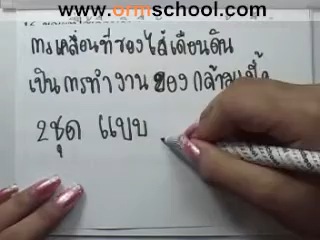 www.ormschool.com
การเคลื่อนที่ของไส้เดือนดิน
เป็นการทำงานของกล้ามเนื้อ
2ชุด แบบ